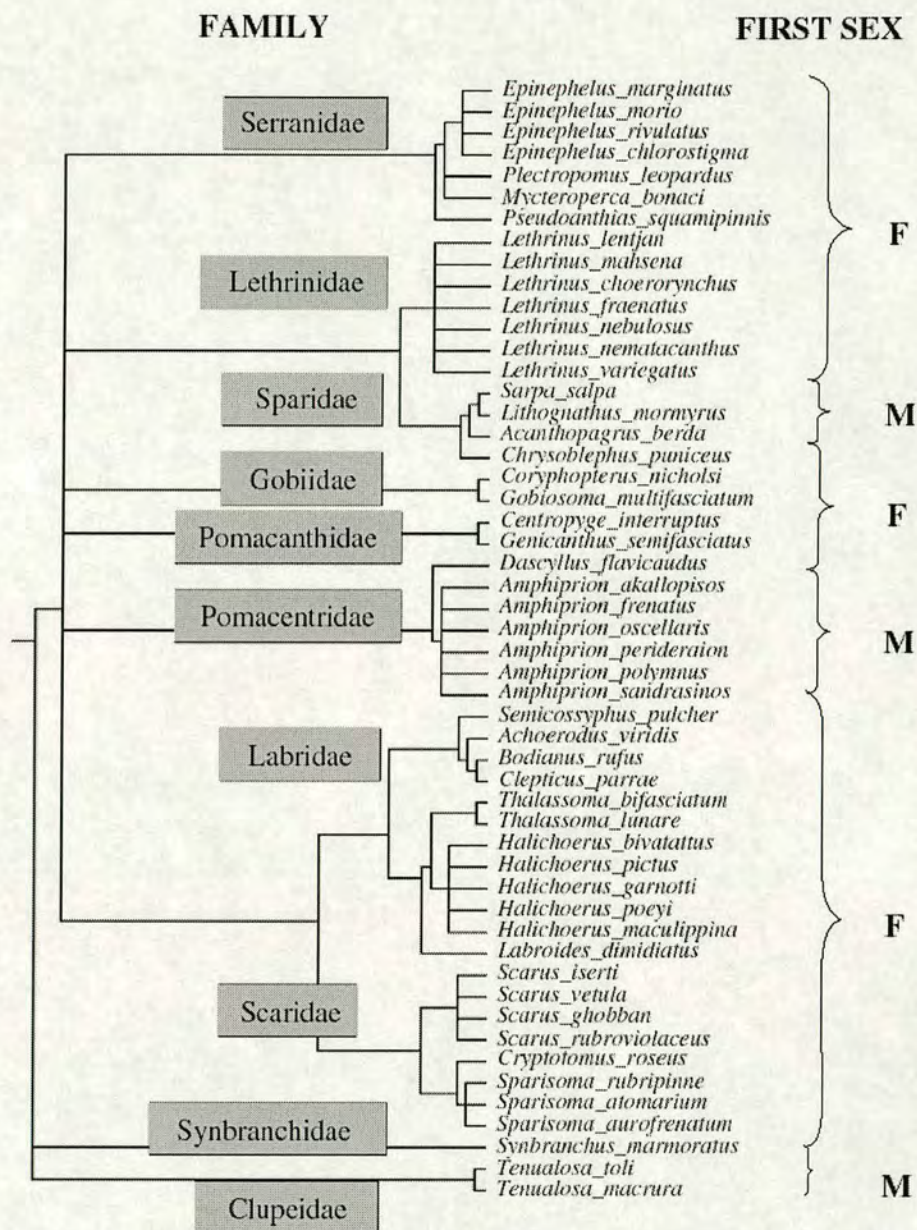 FAMILY FIRST SEX
Serranidae
Epinephelus_marginatus
Epinephelus_morio
Epinephelus_rivulatus
Epinephelus_chlorostigma
Plectropomus_leopardus
Mycteroperca_bonaci
Pseudoanthias_squamipinnis
F
Lethrinidae
Lethrinus_lentjan
Lethrinus_mahsena
Lethrinus_choerorynchus
Lethrinus_fraenatus
Lethrinus_nebulosus
Lethrinus_nematacanthus
Lethrinus_variegatus
Sparidae
Sarpa_salpa
Lithognathus_mormyrus
Acanthopagrus_berda
M
Chrysoblephus_puniceus
Gobiidae
Coryphopterus_nicholsi
Gobiosoma_multifasciatum
F
Pomacanthidae
Centropyge_interruptus
Genicanthus_semifasciatus
Pomacentridae
Dascyllus_flavicaudus
Amphiprion_akallopisos
Amphiprion_frenatus
Amphiprion_oscellaris
Amphiprion_perideraion
Amphiprion_polymnus
Amphiprion_sandrasinos
M
Labridae
Semicossyphus_pulcher
Achoerodus_viridis
Bodianus_rufus
Clepticus_parrae
Thalassoma_bifasciatum
Thalassoma_lunare
Halichoerus_bivatattus
Halichoerus_pictus
Halichoerus_garnotti
Halichoerus_poeyi
Halichoerus_maculippina
Labroides_dimidiatus
F
Scaridae
Scarus_iserti
Scarus_vetula
Scarus_ghobban
Scarus_rubroviolaceus
Cryptotomus_roseus
Sparisoma_rubripinne
Sparisoma_atomarium
Sparisoma_aurofrenatum
Synbranchidae
Synbranchus_marmoratus
Clupeidae
Tenualosa_toli
Tenualosa_macrura
M